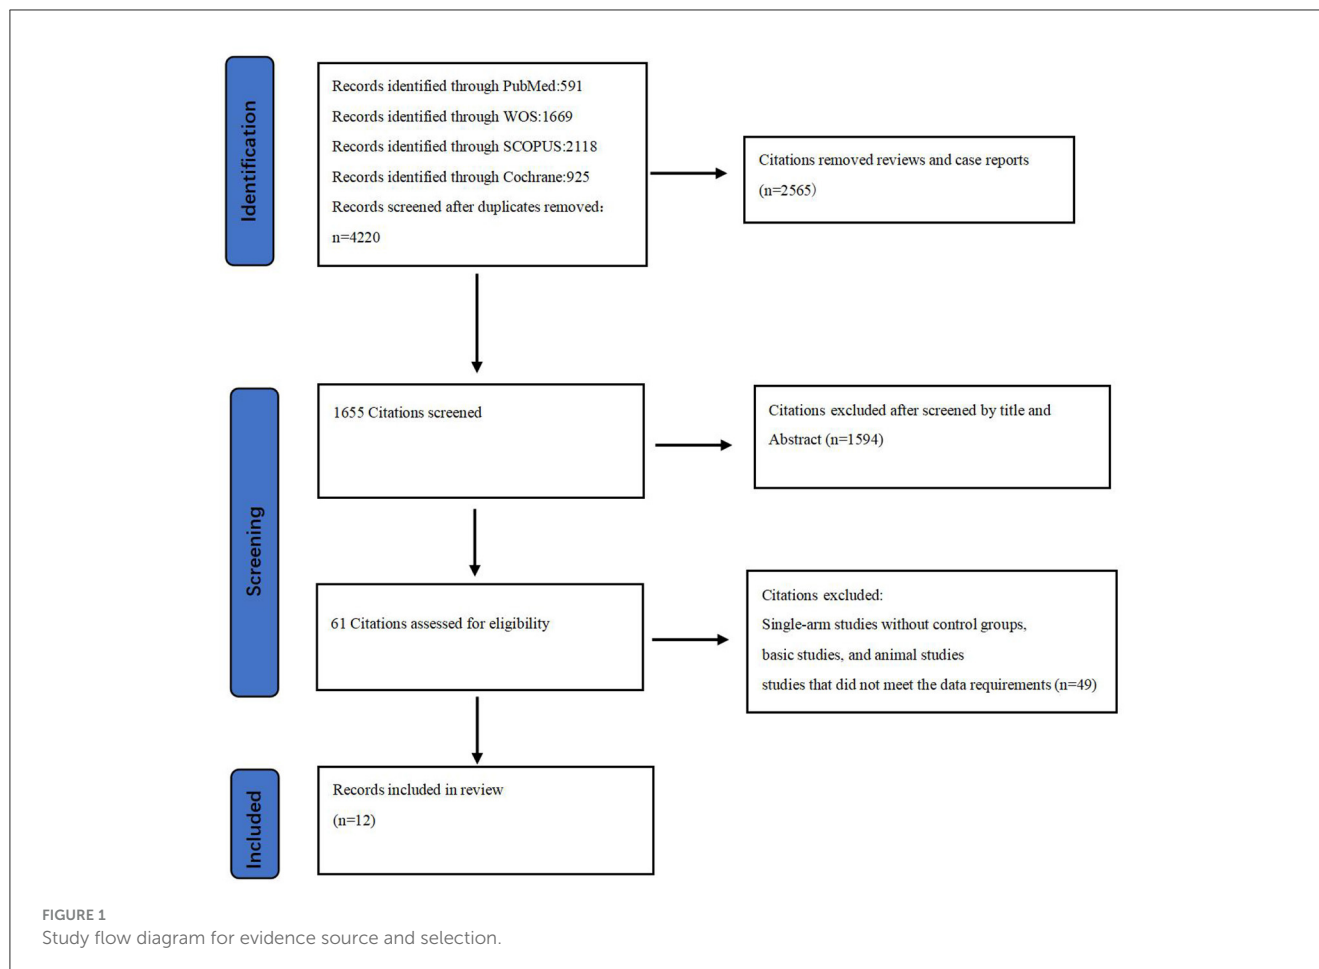 Identification
Records identified through PubMed:591
Records identified through WOS:1669
Records identified through SCOPUS:2118
Records identified through Cochrane:925
Records screened after duplicates removed:
n=4220
Citations removed reviews and case reports
(n=2565)
Screening
1655 Citations screened
Citations excluded after screened by title and
Abstract (n=1594)
61 Citations assessed for eligibility
Citations excluded:
Single-arm studies without control groups,
basic studies, and animal studies
studies that did not meet the data requirements (n=49)
Included
Records included in review
(n=12)
FIGURE 1
Study flow diagram for evidence source and selection.